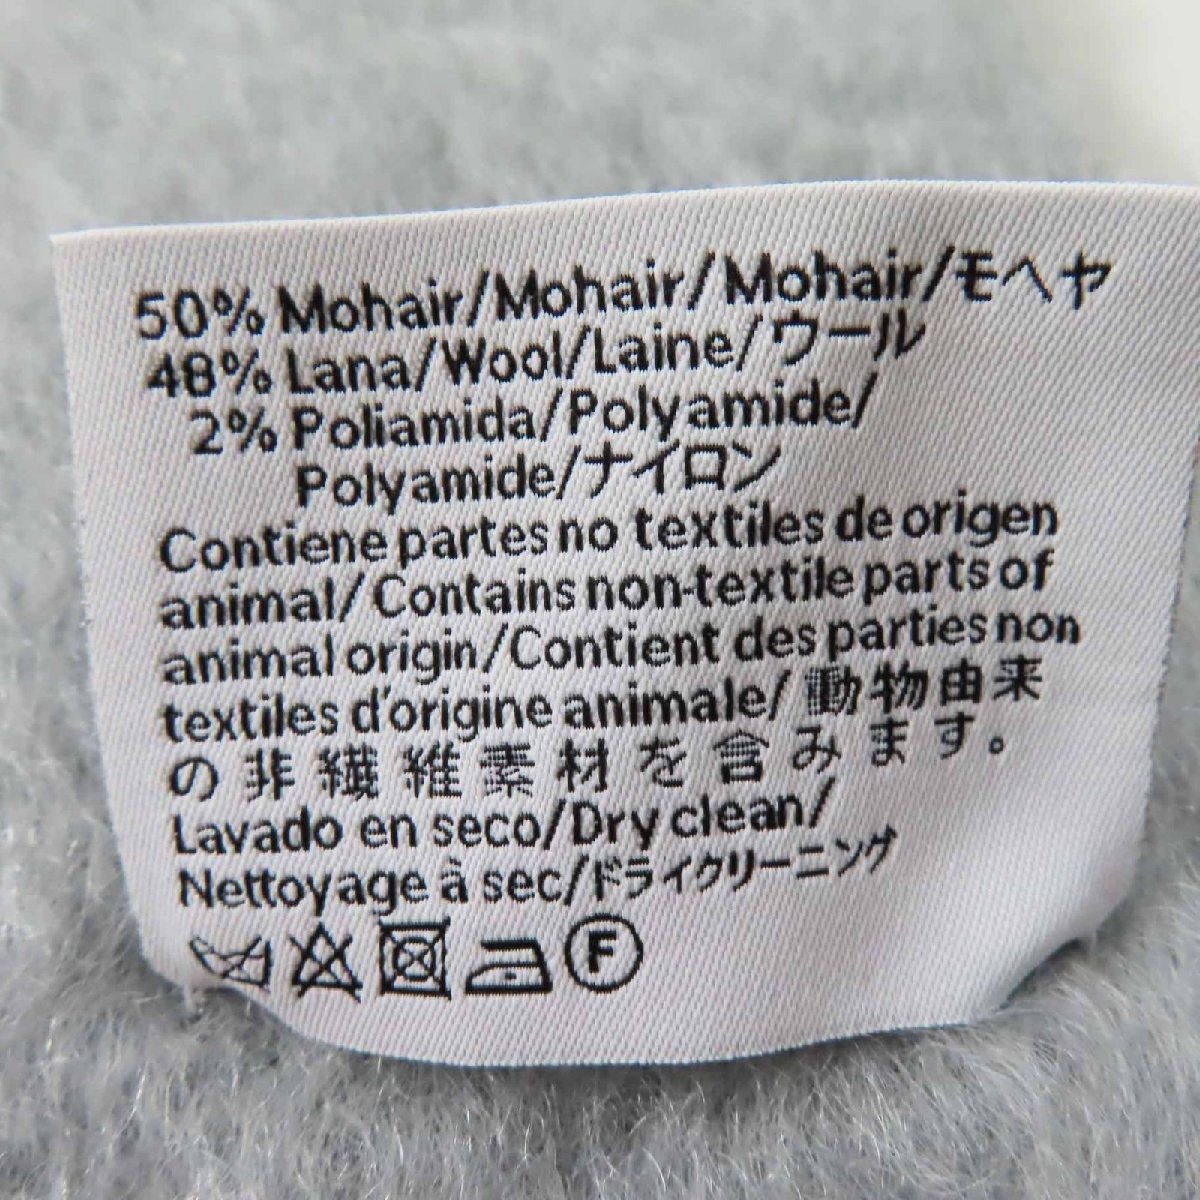 50% Mohair/Mohair/Mohair/モヘヤ
48% Lana/Wool/Laine/ウール
2% Poliamida/Polyamide/
Polyamide/ナイロン
Contiene partes no textiles de origen
animal/Contains non-textile parts of
animal origin/Contient des parties non
textiles d'origine animale/動物由来
の非繊維素材を含みます。
Lavado en seco/Dry clean/
Nettoyage à sec/ドライクリーニング
F